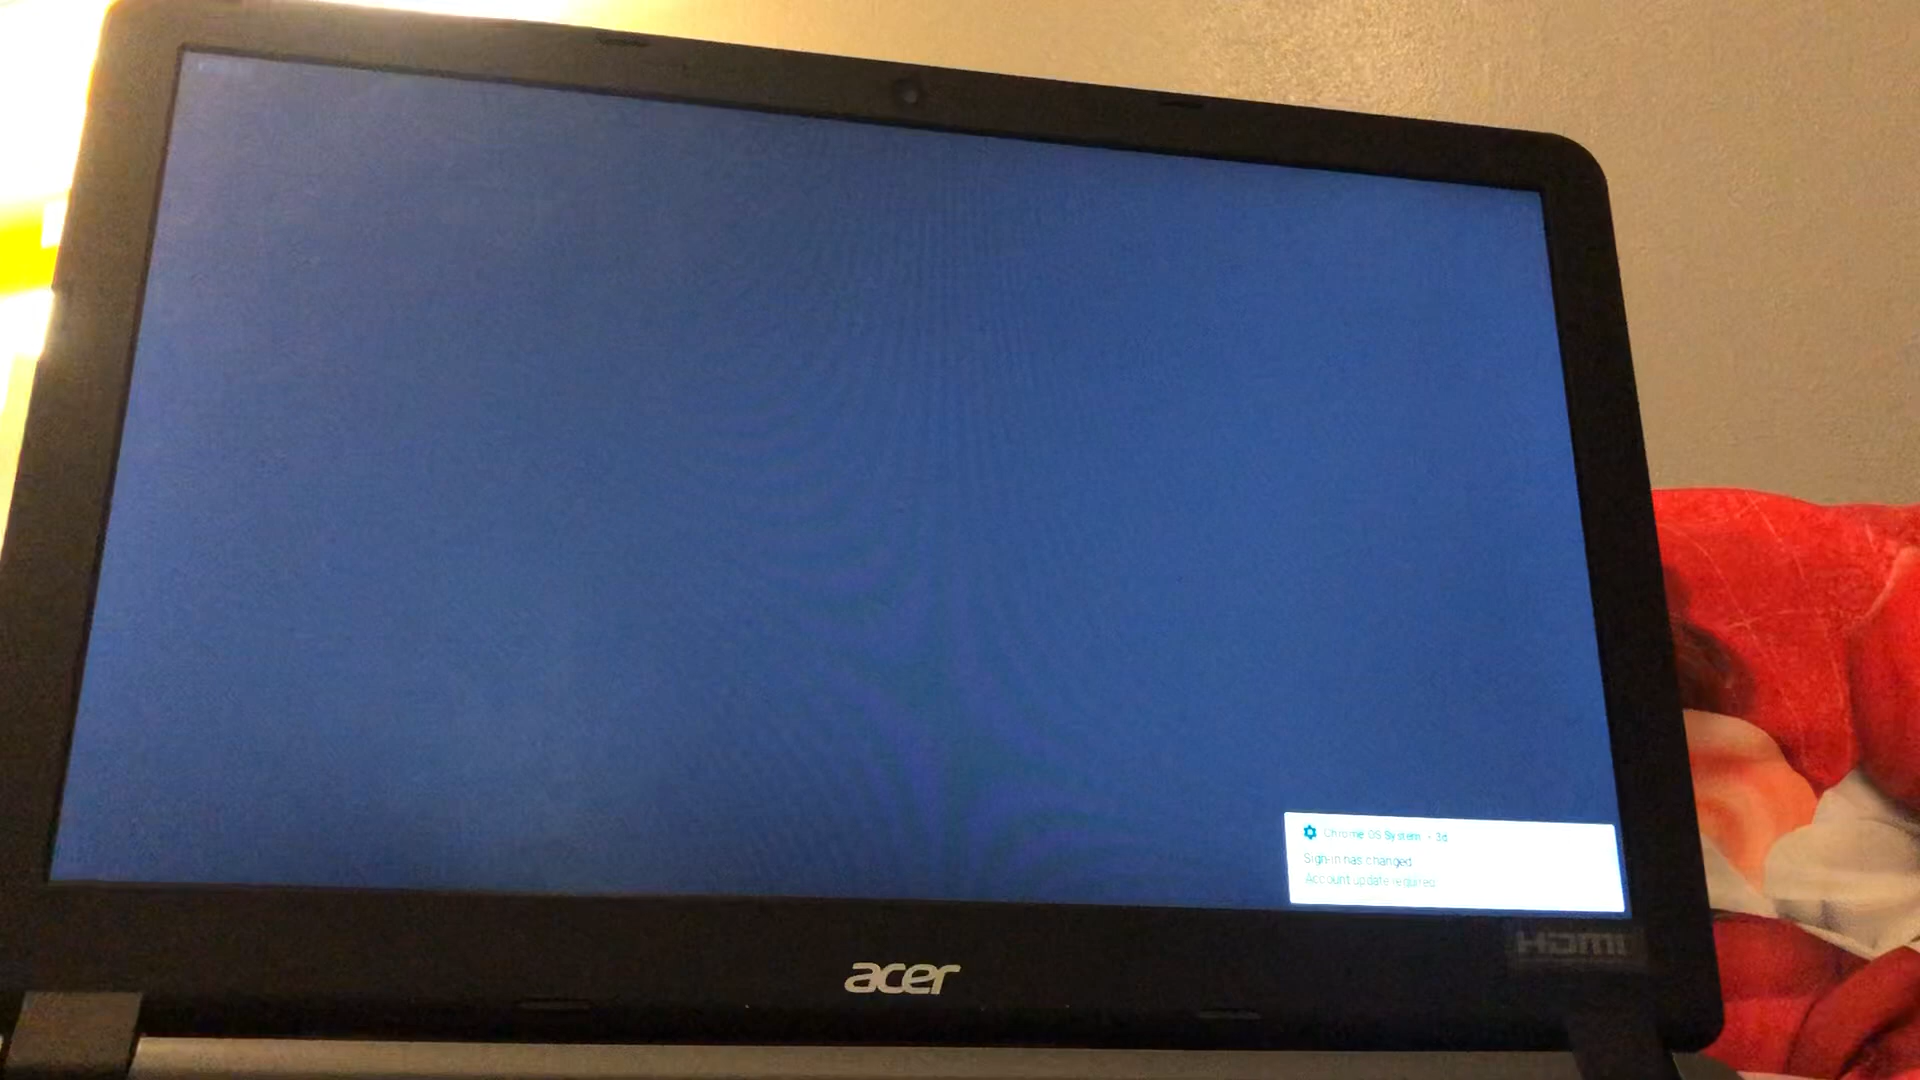 Chrome OS System • 3d
Sign-in has changed
Account update required
HDMI
acer